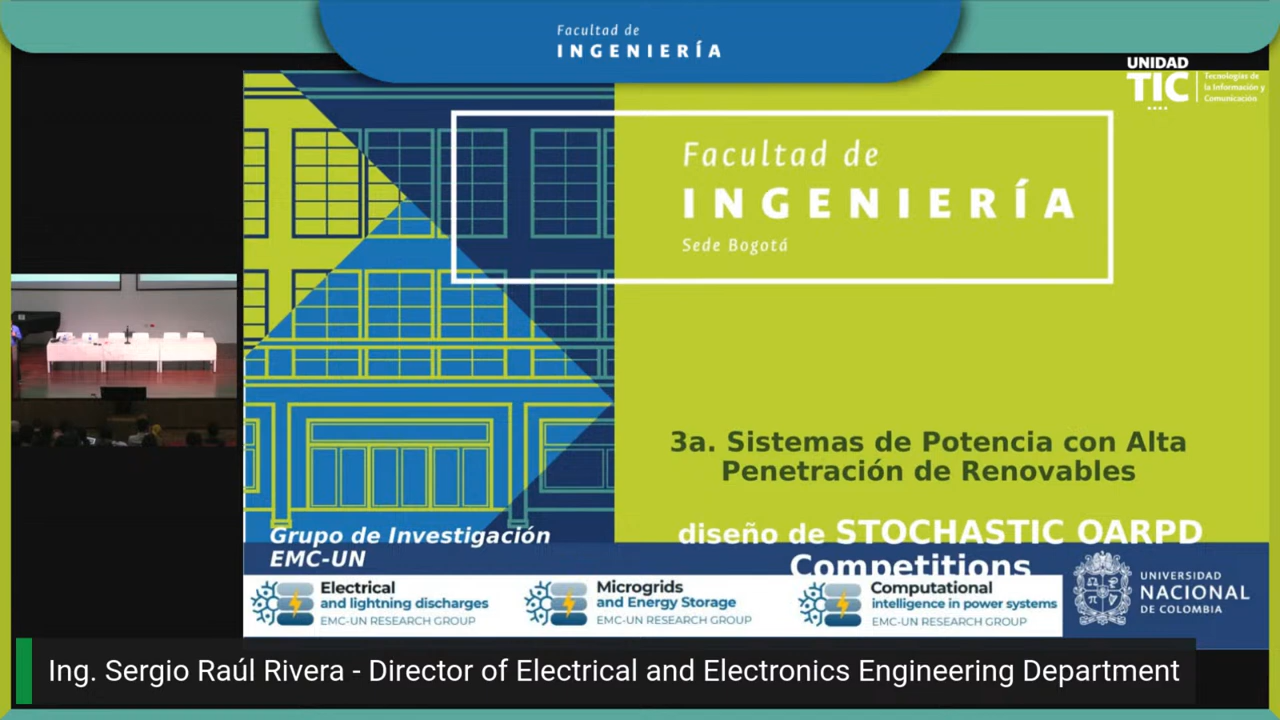 Facultad de
INGENIERÍA
UNIDAD
TIC
Tecnologías de
la Información y
Comunicación
Facultad de
INGENIERÍA
Sede Bogotá
3a. Sistemas de Potencia con Alta
Penetración de Renovables
diseño de STOCHASTIC OARPD
Competitions
Grupo de Investigación
EMC-UN
Electrical
and lightning discharges
EMC-UN RESEARCH GROUP
Microgrids
and Energy Storage
EMC-UN RESEARCH GROUP
Computational
intelligence in power systems
EMC-UN RESEARCH GROUP
UNIVERSIDAD
NACIONAL
DE COLOMBIA
Ing. Sergio Raúl Rivera - Director of Electrical and Electronics Engineering Department